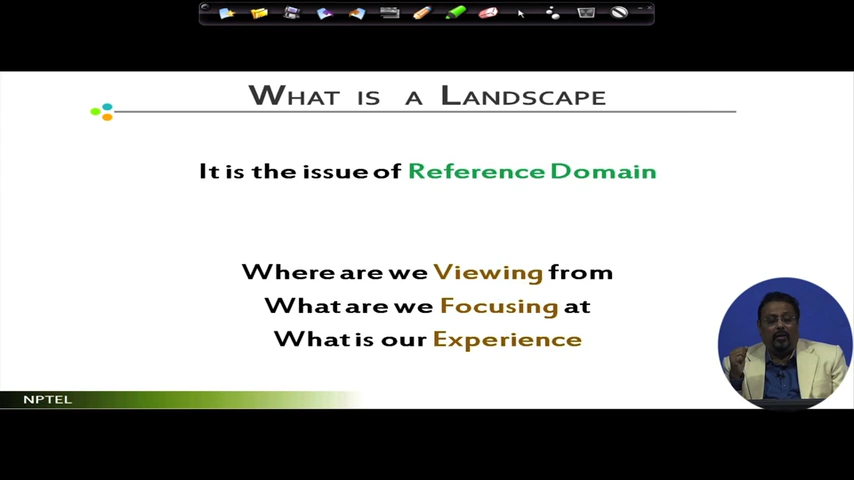 WHAT IS A LANDSCAPE
It is the issue of Reference Domain
Where are we Viewing from
What are we Focusing at
What is our Experience
NPTEL